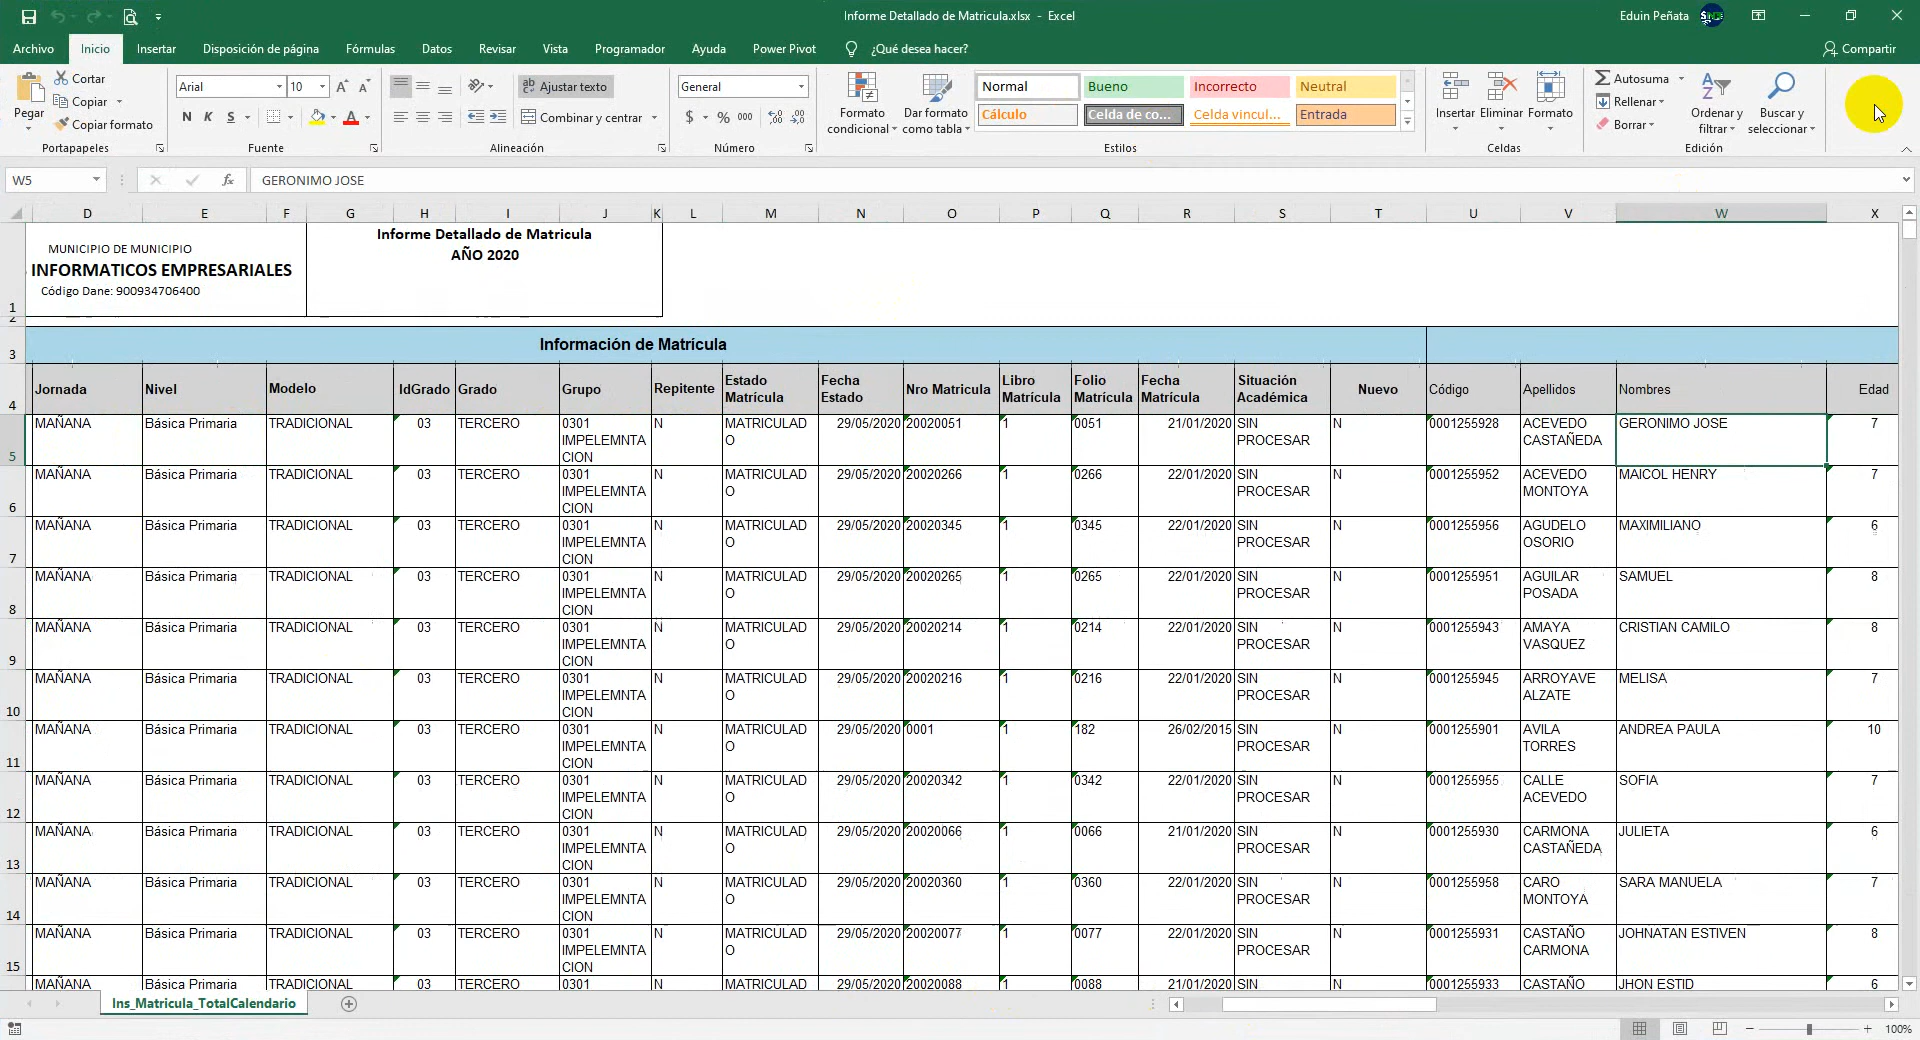 Informe Detallado de Matricula.xlsx - Excel
Eduin Peñata
Archivo Inicio Insertar Disposición de página Fórmulas Datos Revisar Vista Programador Ayuda Power Pivot ¿Qué desea hacer? Compartir
Pegar
Cortar
Copiar
Copiar formato
Portapapeles
Arial 10
N K S
Fuente
Ajustar texto
Combinar y centrar
Alineación
General
$ % 000
Número
Formato condicional
Dar formato como tabla
Normal Bueno Incorrecto Neutral
Cálculo Celda de co... Celda vincul... Entrada
Estilos
Insertar Eliminar Formato
Celdas
Autosuma
Rellenar
Borrar
Ordenar y filtrar
Buscar y seleccionar
Edición
W5 fx GERONIMO JOSE
D E F G H I J K L M N O P Q R S T U V W X
MUNICIPIO DE MUNICIPIO
INFORMATICOS EMPRESARIALES
Código Dane: 900934706400
Informe Detallado de Matricula
AÑO 2020
1
2
3 Información de Matrícula
4 Jornada Nivel Modelo IdGrado Grado Grupo Repitente Estado Matrícula Fecha Estado Nro Matricula Libro Matrícula Folio Matrícula Fecha Matrícula Situación Académica Nuevo Código Apellidos Nombres Edad
5 MAÑANA Básica Primaria TRADICIONAL 03 TERCERO 0301 IMPELEMNTACION N MATRICULADO 29/05/2020 20020051 1 0051 21/01/2020 SIN PROCESAR N 0001255928 ACEVEDO CASTAÑEDA GERONIMO JOSE 7
6 MAÑANA Básica Primaria TRADICIONAL 03 TERCERO 0301 IMPELEMNTACION N MATRICULADO 29/05/2020 20020266 1 0266 22/01/2020 SIN PROCESAR N 0001255952 ACEVEDO MONTOYA MAICOL HENRY 7
7 MAÑANA Básica Primaria TRADICIONAL 03 TERCERO 0301 IMPELEMNTACION N MATRICULADO 29/05/2020 20020345 1 0345 22/01/2020 SIN PROCESAR N 0001255956 AGUDELO OSORIO MAXIMILIANO 6
8 MAÑANA Básica Primaria TRADICIONAL 03 TERCERO 0301 IMPELEMNTACION N MATRICULADO 29/05/2020 20020265 1 0265 22/01/2020 SIN PROCESAR N 0001255951 AGUILAR POSADA SAMUEL 8
9 MAÑANA Básica Primaria TRADICIONAL 03 TERCERO 0301 IMPELEMNTACION N MATRICULADO 29/05/2020 20020214 1 0214 22/01/2020 SIN PROCESAR N 0001255943 AMAYA VASQUEZ CRISTIAN CAMILO 8
10 MAÑANA Básica Primaria TRADICIONAL 03 TERCERO 0301 IMPELEMNTACION N MATRICULADO 29/05/2020 20020216 1 0216 22/01/2020 SIN PROCESAR N 0001255945 ARROYAVE ALZATE MELISA 7
11 MAÑANA Básica Primaria TRADICIONAL 03 TERCERO 0301 IMPELEMNTACION N MATRICULADO 29/05/2020 0001 1 182 26/02/2015 SIN PROCESAR N 0001255901 AVILA TORRES ANDREA PAULA 10
12 MAÑANA Básica Primaria TRADICIONAL 03 TERCERO 0301 IMPELEMNTACION N MATRICULADO 29/05/2020 20020342 1 0342 22/01/2020 SIN PROCESAR N 0001255955 CALLE ACEVEDO SOFIA 7
13 MAÑANA Básica Primaria TRADICIONAL 03 TERCERO 0301 IMPELEMNTACION N MATRICULADO 29/05/2020 20020066 1 0066 21/01/2020 SIN PROCESAR N 0001255930 CARMONA CASTAÑEDA JULIETA 6
14 MAÑANA Básica Primaria TRADICIONAL 03 TERCERO 0301 IMPELEMNTACION N MATRICULADO 29/05/2020 20020360 1 0360 22/01/2020 SIN PROCESAR N 0001255958 CARO MONTOYA SARA MANUELA 7
15 MAÑANA Básica Primaria TRADICIONAL 03 TERCERO 0301 IMPELEMNTACION N MATRICULADO 29/05/2020 20020077 1 0077 22/01/2020 SIN PROCESAR N 0001255931 CASTAÑO CARMONA JOHNATAN ESTIVEN 8
MAÑANA Básica Primaria TRADICIONAL 03 TERCERO 0301 N MATRICULAD 29/05/2020 20020088 1 0088 21/01/2020 SIN N 0001255933 CASTAÑO JHON ESTID 6
Ins_Matricula_TotalCalendario
100%